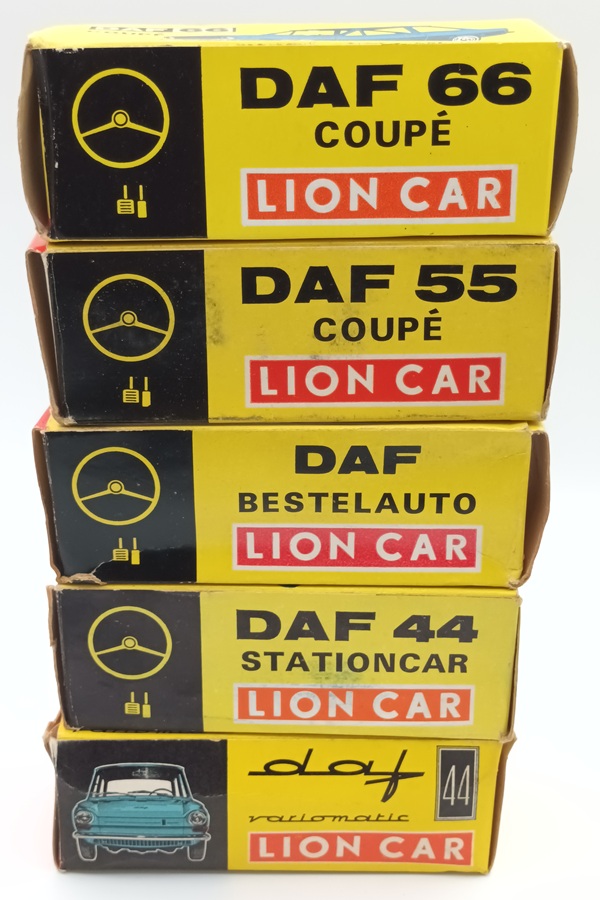 DAF 66
COUPÉ
LION CAR
DAF 55
COUPÉ
LION CAR
DAF
BESTELAUTO
LION CAR
DAF 44
STATIONCAR
LION CAR
daf
44
variomatic
LION CAR